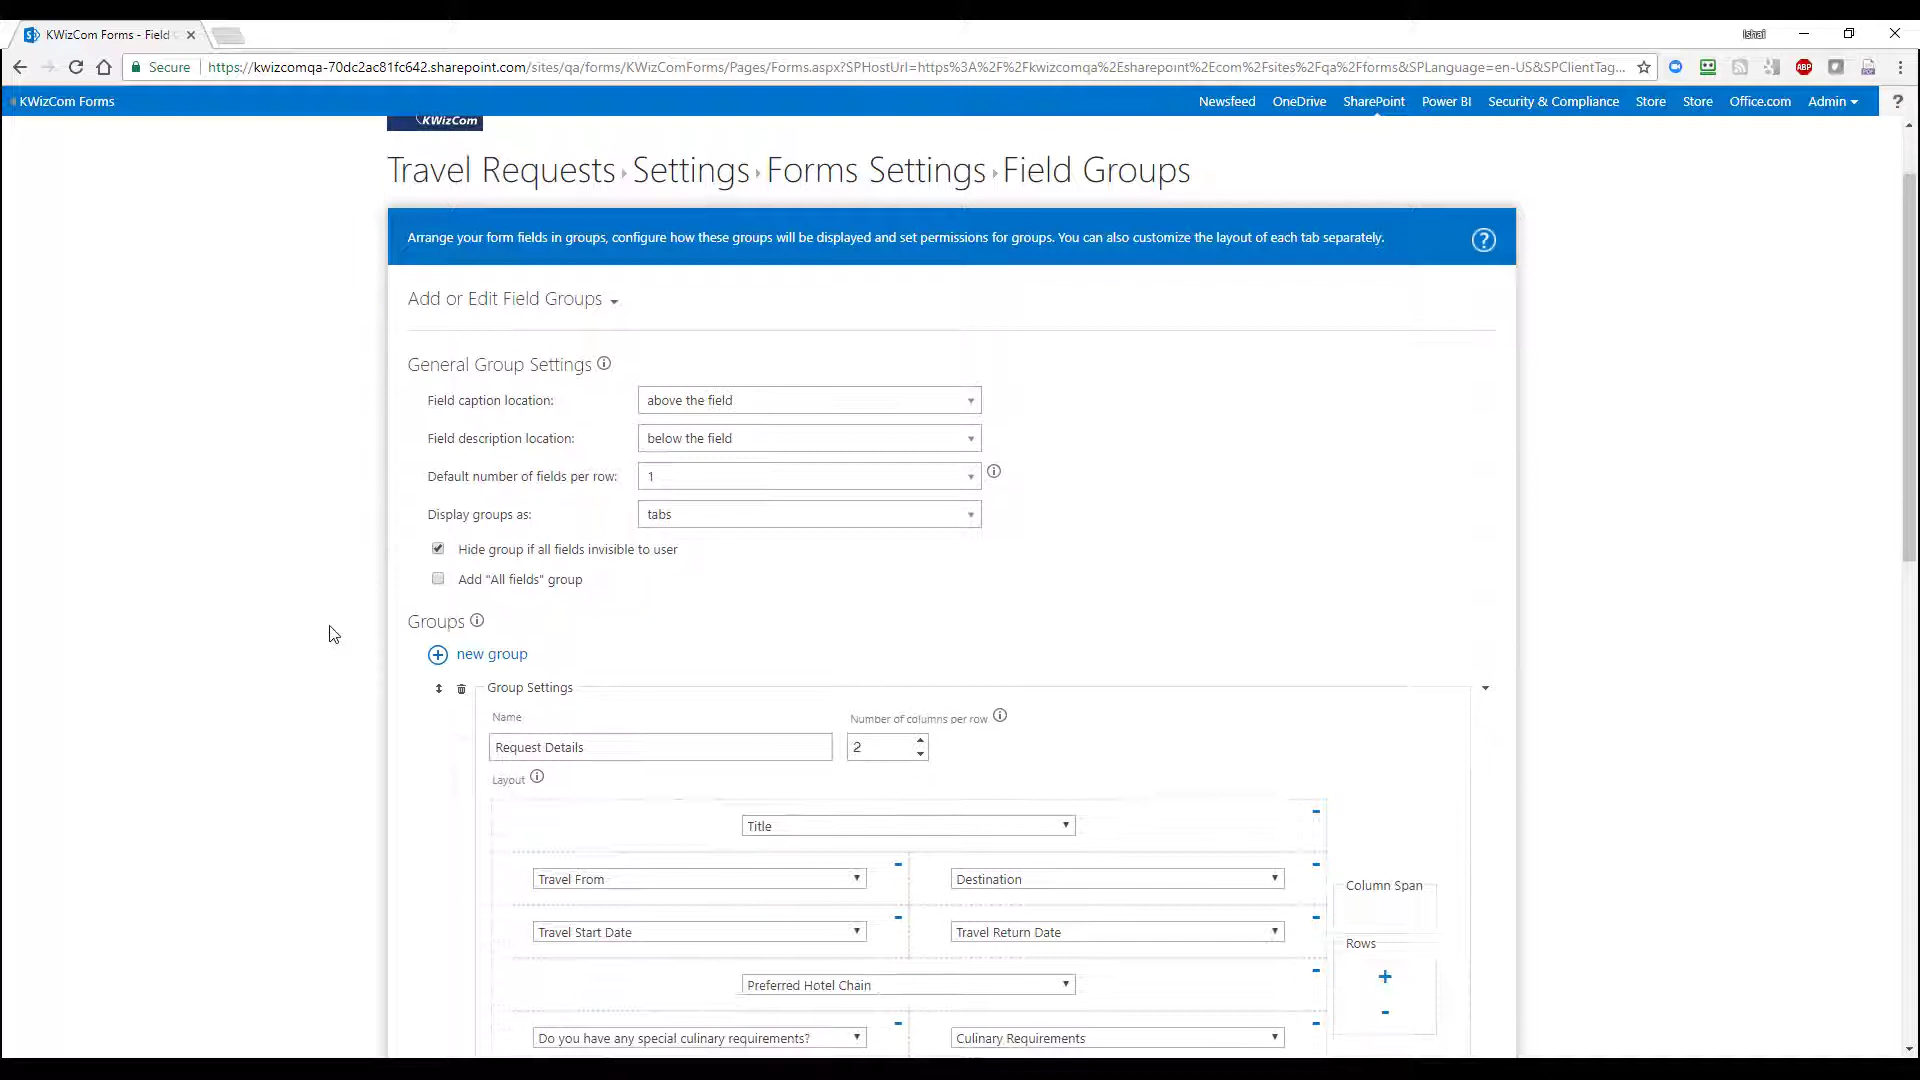 KWizCom Forms - Field
Ishai
Secure
https://kwizcomqa-70dc2ac81fc642.sharepoint.com/sites/qa/forms/KWizComForms/Pages/Forms.aspx?SPHostUrl=https%3A%2F%2Fkwizcomqa%2Esharepoint%2Ecom%2Fsites%2Fqa%2Fforms&SPLanguage=en-US&SPClientTag...
ABP
KWizCom Forms
Newsfeed OneDrive SharePoint Power BI Security & Compliance Store Store Office.com Admin ?
KWizCom
Travel Requests › Settings › Forms Settings › Field Groups
Arrange your form fields in groups, configure how these groups will be displayed and set permissions for groups. You can also customize the layout of each tab separately.
?
Add or Edit Field Groups
General Group Settings
Field caption location: above the field
Field description location: below the field
Default number of fields per row: 1
Display groups as: tabs
Hide group if all fields invisible to user
Add "All fields" group
Groups
new group
Group Settings
Name
Number of columns per row
Request Details
2
Layout
Title
Travel From
Destination
Column Span
Travel Start Date
Travel Return Date
Rows
+
Preferred Hotel Chain
-
Do you have any special culinary requirements?
Culinary Requirements